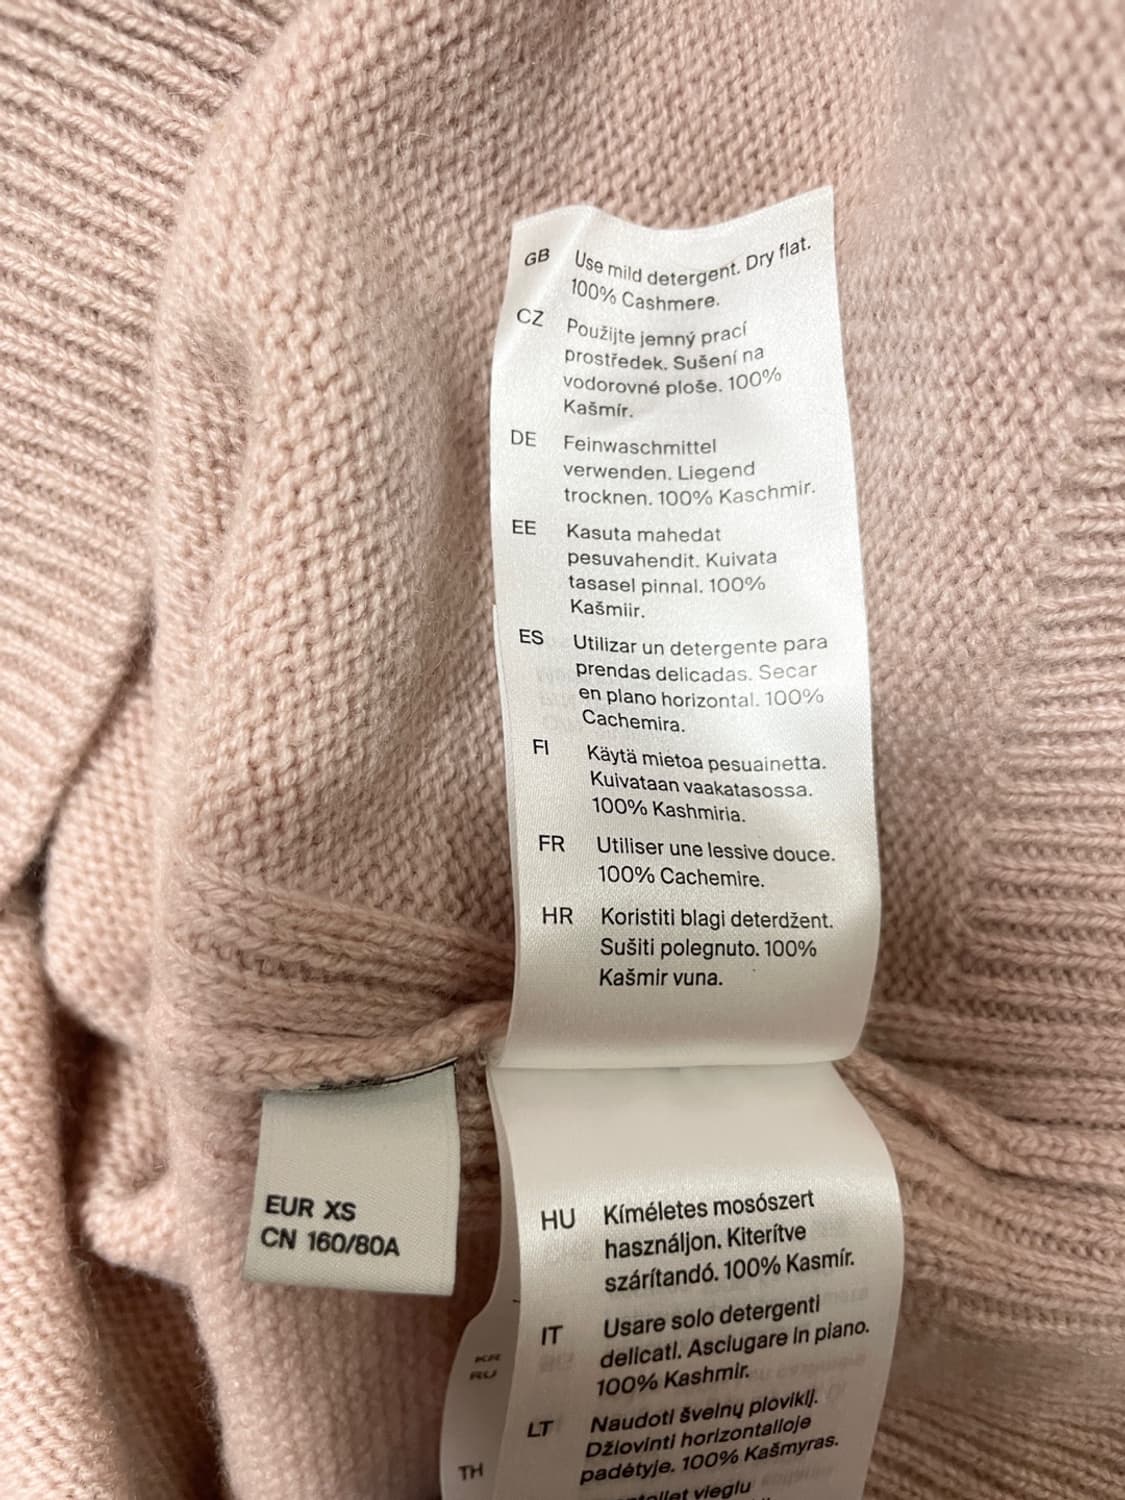 GB Use mild detergent. Dry flat.
100% Cashmere.
CZ Použijte jemný prací
prostředek. Sušení na
vodorovné ploše. 100%
Kašmír.
DE Feinwaschmittel
verwenden. Liegend
trocknen. 100% Kaschmir.
EE Kasuta mahedat
pesuvahendit. Kuivata
tasasel pinnal. 100%
Kašmiir.
ES Utilizar un detergente para
prendas delicadas. Secar
en plano horizontal. 100%
Cachemira.
FI Käytä mietoa pesuainetta.
Kuivataan vaakatasossa.
100% Kashmiria.
FR Utiliser une lessive douce.
100% Cachemire.
HR Koristiti blagi deterdžent.
Sušiti polegnuto. 100%
Kašmir vuna.
EUR XS
CN 160/80A
HU Kíméletes mosószert
használjon. Kiterítve
szárítandó. 100% Kasmír.
IT Usare solo detergenti
delicati. Asciugare in piano.
100% Kashmir.
LT Naudoti švelnų ploviklį.
Džiovinti horizontalioje
padėtyje. 100% Kašmyras.
vieglu
KR
RU
TH